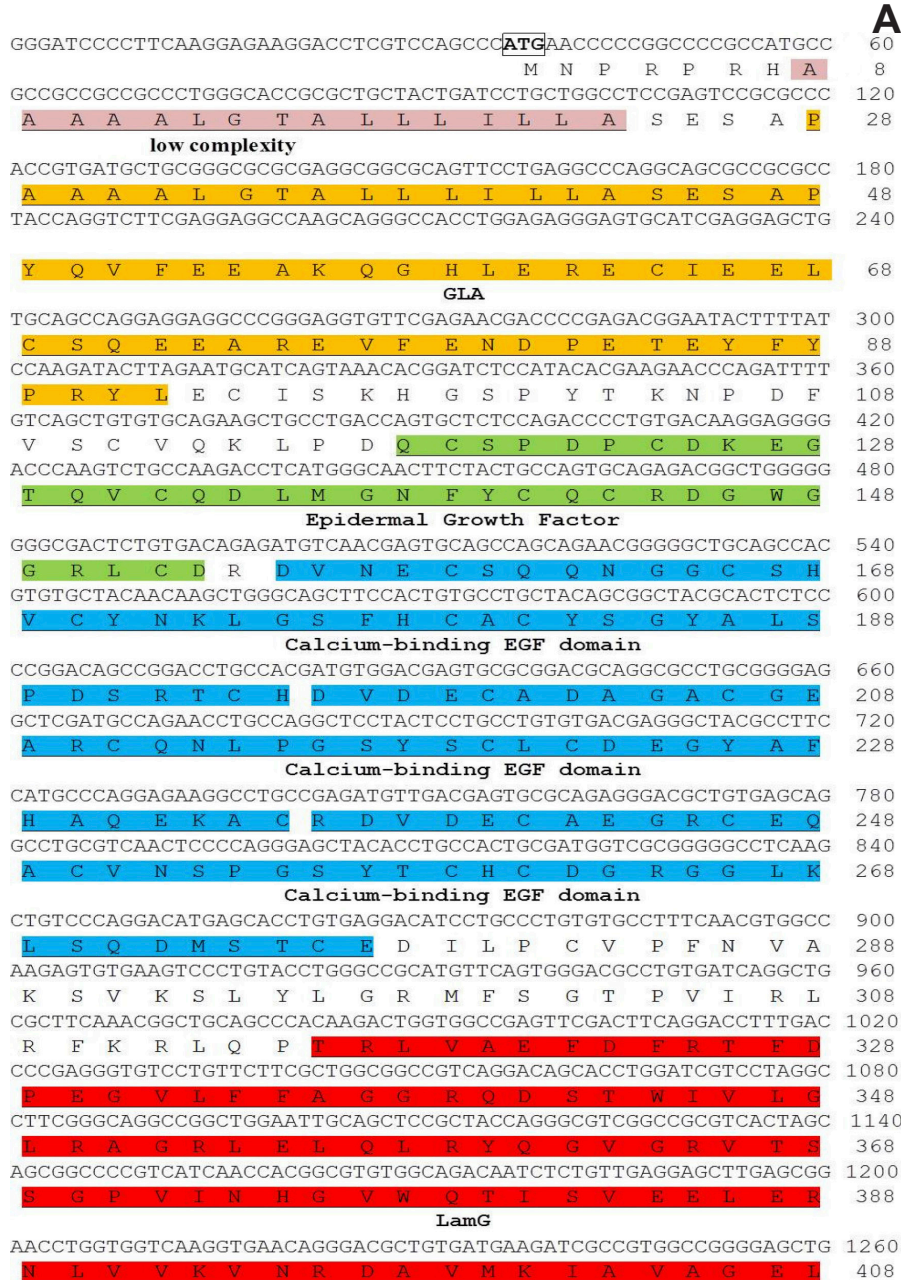 A
GGGATCCCCTTCAAGGAGAAGGACCTCGTCCAGCCCATGAACCCCCGGCCCCGCCATGCC 60
M N P R P R H A 8
GCCGCCGCCGCCCTGGGCACCGCGCTGCTACTGATCCTGCTGGCCTCCGAGTCCGCGCCC 120
A A A A L G T A L L L I L L A S E S A P 28
low complexity
ACCGTGATGCTGCGGGCGCGCGAGGCGGCGCAGTTCCTGAGGCCCAGGCAGCGCCGCGCC 180
A A A A L G T A L L L I L L A S E S A P 48
TACCAGGTCTTCGAGGAGGCCAAGCAGGGCCACCTGGAGAGGGAGTGCATCGAGGAGCTG 240
Y Q V F E E A K Q G H L E R E C I E E L 68
GLA
TGCAGCCAGGAGGAGGCCCGGGAGGTGTTCGAGAACGACCCCGAGACGGAATACTTTTAT 300
C S Q E E A R E V F E N D P E T E Y F Y 88
CCAAGATACTTAGAATGCATCAGTAAACACGGATCTCCATACACGAAGAACCCAGATTTT 360
P R Y L E C I S K H G S P Y T K N P D F 108
GTCAGCTGTGTGCAGAAGCTGCCTGACCAGTGCTCTCCAGACCCCTGTGACAAGGAGGGG 420
V S C V Q K L P D Q C S P D P C D K E G 128
ACCCAAGTCTGCCAAGACCTCATGGGCAACTTCTACTGCCAGTGCAGAGACGGCTGGGGG 480
T Q V C Q D L M G N F Y C Q C R D G W G 148
Epidermal Growth Factor
GGGCGACTCTGTGACAGAGATGTCAACGAGTGCAGCCAGCAGAACGGGGGCTGCAGCCAC 540
G R L C D R D V N E C S Q Q N G G C S H 168
GTGTGCTACAACAAGCTGGGCAGCTTCCACTGTGCCTGCTACAGCGGCTACGCACTCTCC 600
V C Y N K L G S F H C A C Y S G Y A L S 188
Calcium-binding EGF domain
CCGGACAGCCGGACCTGCCACGATGTGGACGAGTGCGCGGACGCAGGCGCCTGCGGGGAG 660
P D S R T C H D V D E C A D A G A C G E 208
GCTCGATGCCAGAACCTGCCAGGCTCCTACTCCTGCCTGTGTGACGAGGGCTACGCCTTC 720
A R C Q N L P G S Y S C L C D E G Y A F 228
Calcium-binding EGF domain
CATGCCCAGGAGAAGGCCTGCCGAGATGTTGACGAGTGCGCAGAGGGACGCTGTGAGCAG 780
H A Q E K A C R D V D E C A E G R C E Q 248
GCCTGCGTCAACTCCCCAGGGAGCTACACCTGCCACTGCGATGGTCGCGGGGGCCTCAAG 840
A C V N S P G S Y T C H C D G R G G L K 268
Calcium-binding EGF domain
CTGTCCCAGGACATGAGCACCTGTGAGGACATCCTGCCCTGTGTGCCTTTCAACGTGGCC 900
L S Q D M S T C E D I L P C V P F N V A 288
AAGAGTGTGAAGTCCCTGTACCTGGGCCGCATGTTCAGTGGGACGCCTGTGATCAGGCTG 960
K S V K S L Y L G R M F S G T P V I R L 308
CGCTTCAAACGGCTGCAGCCCACAAGACTGGTGGCCGAGTTCGACTTCAGGACCTTTGAC 1020
R F K R L Q P T R L V A E F D F R T F D 328
CCCGAGGGTGTCCTGTTCTTCGCTGGCGGCCGTCAGGACAGCACCTGGATCGTCCTAGGC 1080
P E G V L F F A G G R Q D S T W I V L G 348
CTTCGGGCAGGCCGGCTGGAATTGCAGCTCCGCTACCAGGGCGTCGGCCGCGTCACTAGC 1140
L R A G R L E L Q L R Y Q G V G R V T S 368
AGCGGCCCCGTCATCAACCACGGCGTGTGGCAGACAATCTCTGTTGAGGAGCTTGAGCGG 1200
S G P V I N H G V W Q T I S V E E L E R 388
LamG
AACCTGGTGGTCAAGGTGAACAGGGACGCTGTGATGAAGATCGCCGTGGCCGGGGAGCTG 1260
N L V V K V N R D A V M K I A V A G E L 408